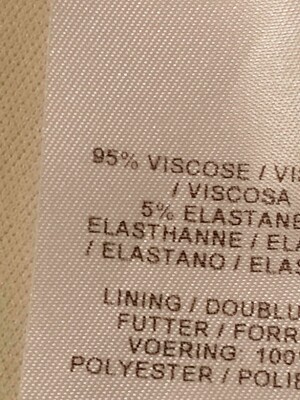 95% VISCOSE / VIS
/ VISCOSA
5% ELASTANE
ELASTHANNE / ELA
/ ELASTANO / ELAS
LINING / DOUBLU
FUTTER / FORR
VOERING: 100
POLYESTER / POLIE